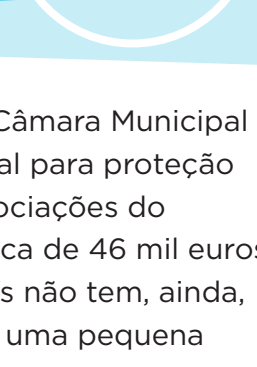 Câmara Municipal
al para proteção
ociações do
ca de 46 mil euros
s não tem, ainda,
uma pequena